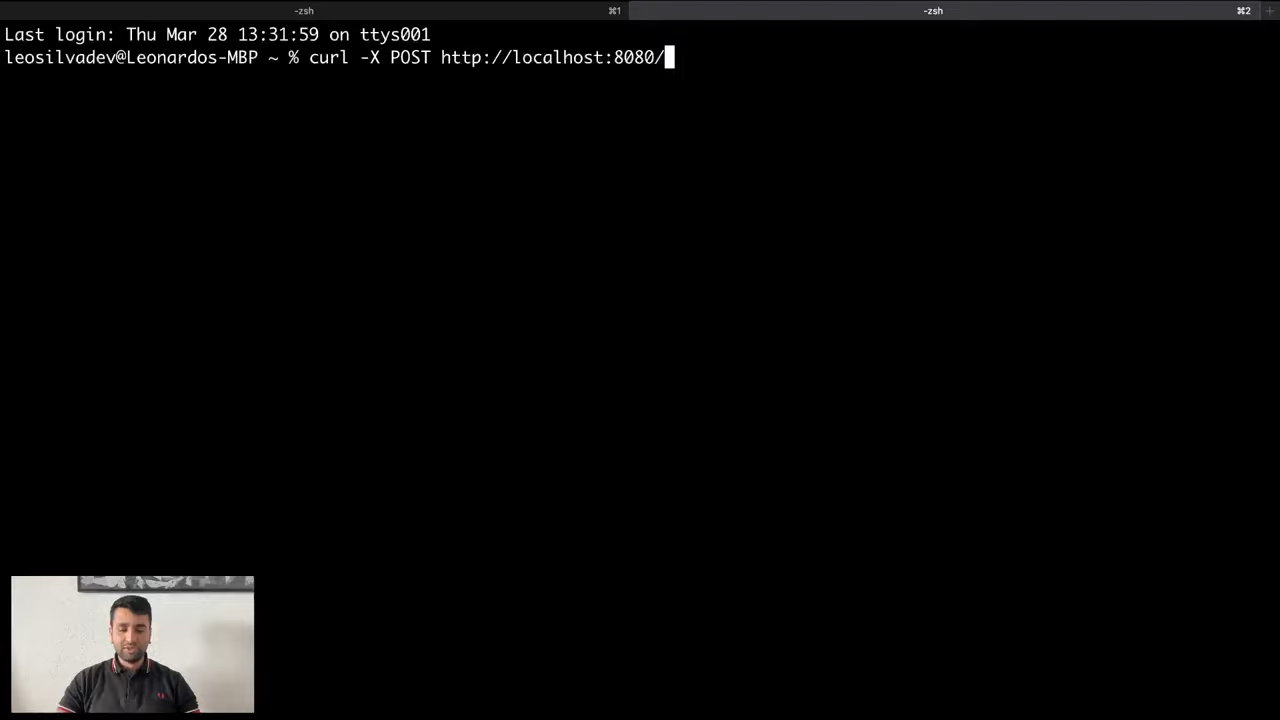 -zsh ⌘1 -zsh ⌘2 +
Last login: Thu Mar 28 13:31:59 on ttys001
leosilvadev@Leonardos-MBP ~ % curl -X POST http://localhost:8080/